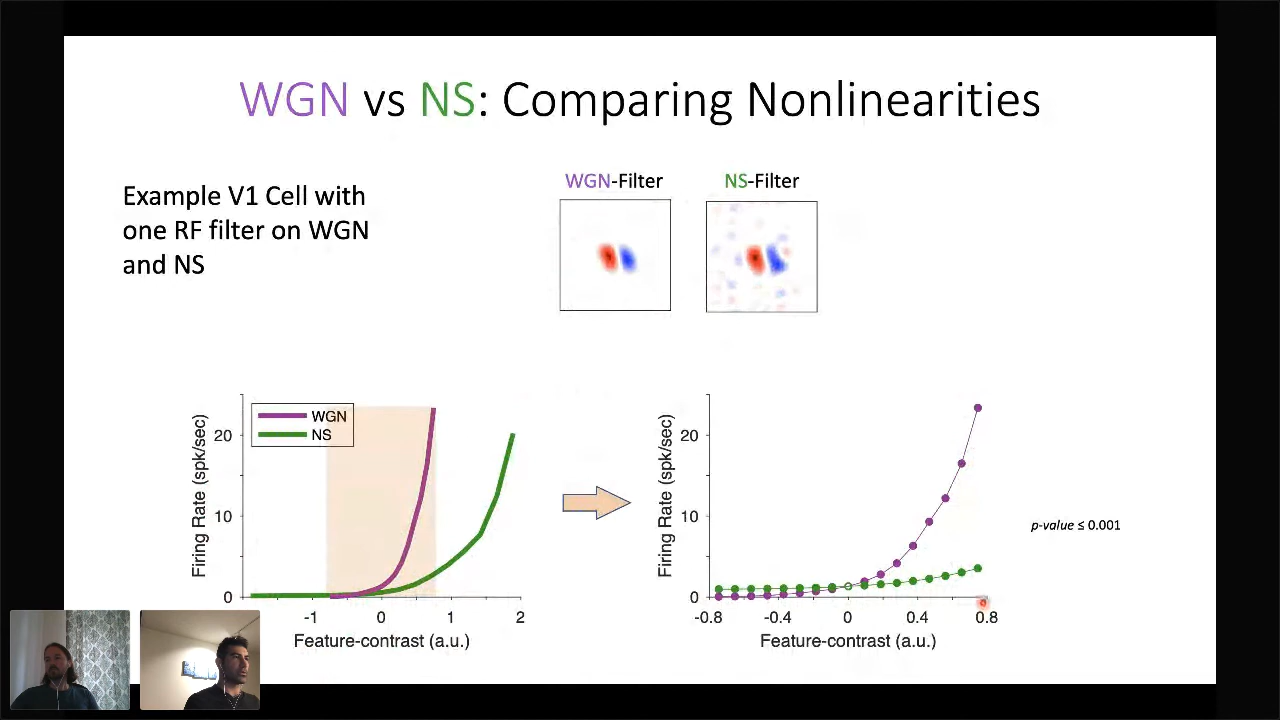 WGN vs NS: Comparing Nonlinearities
Example V1 Cell with
one RF filter on WGN
and NS
WGN-Filter
NS-Filter
WGN
NS
Firing Rate (spk/sec)
20
10
0
-1
0
1
2
Feature-contrast (a.u.)
Firing Rate (spk/sec)
20
10
0
-0.8
-0.4
0
0.4
0.8
Feature-contrast (a.u.)
p-value ≤ 0.001